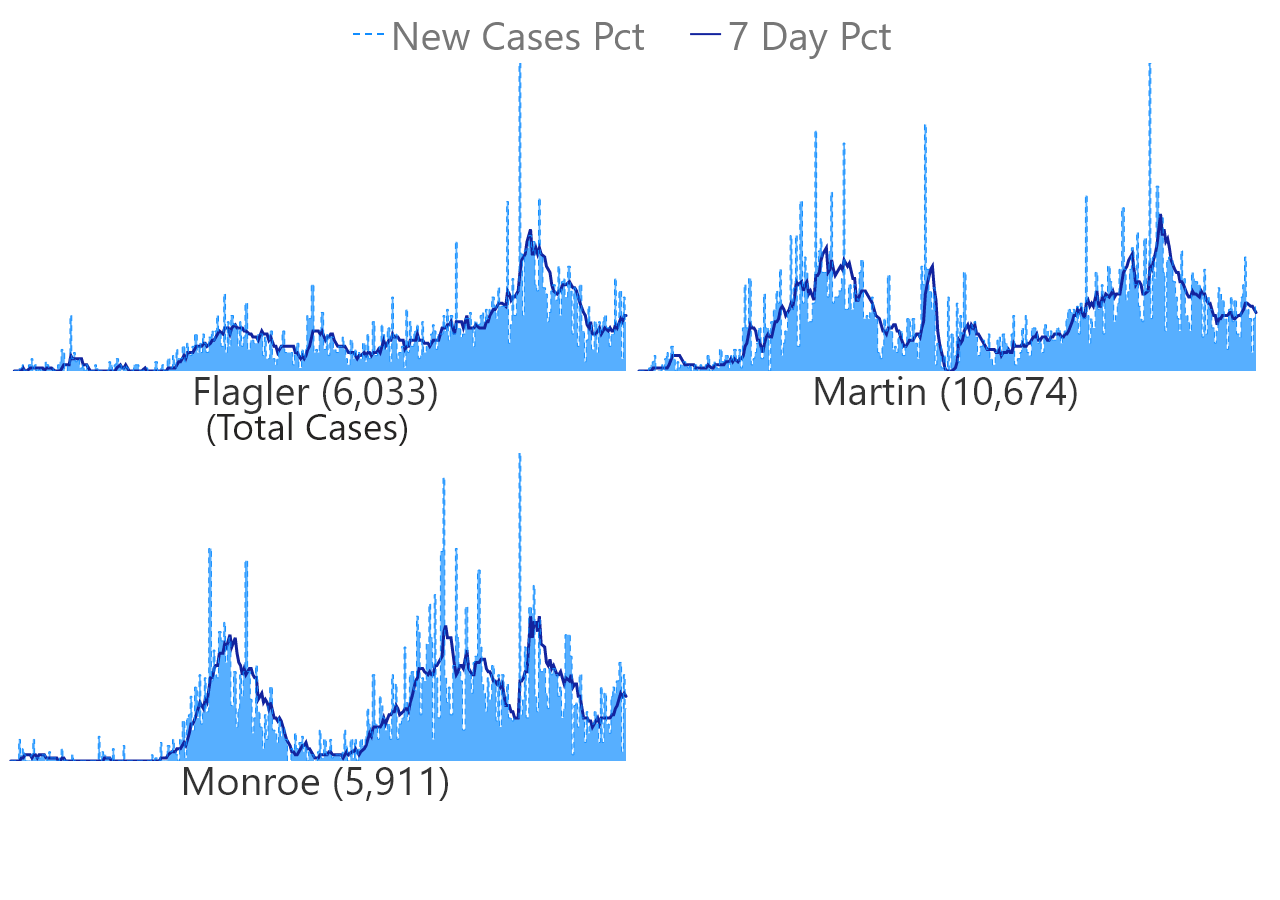 New Cases Pct 7 Day Pct
Flagler (6,033) Martin (10,674)
(Total Cases)
Monroe (5,911)